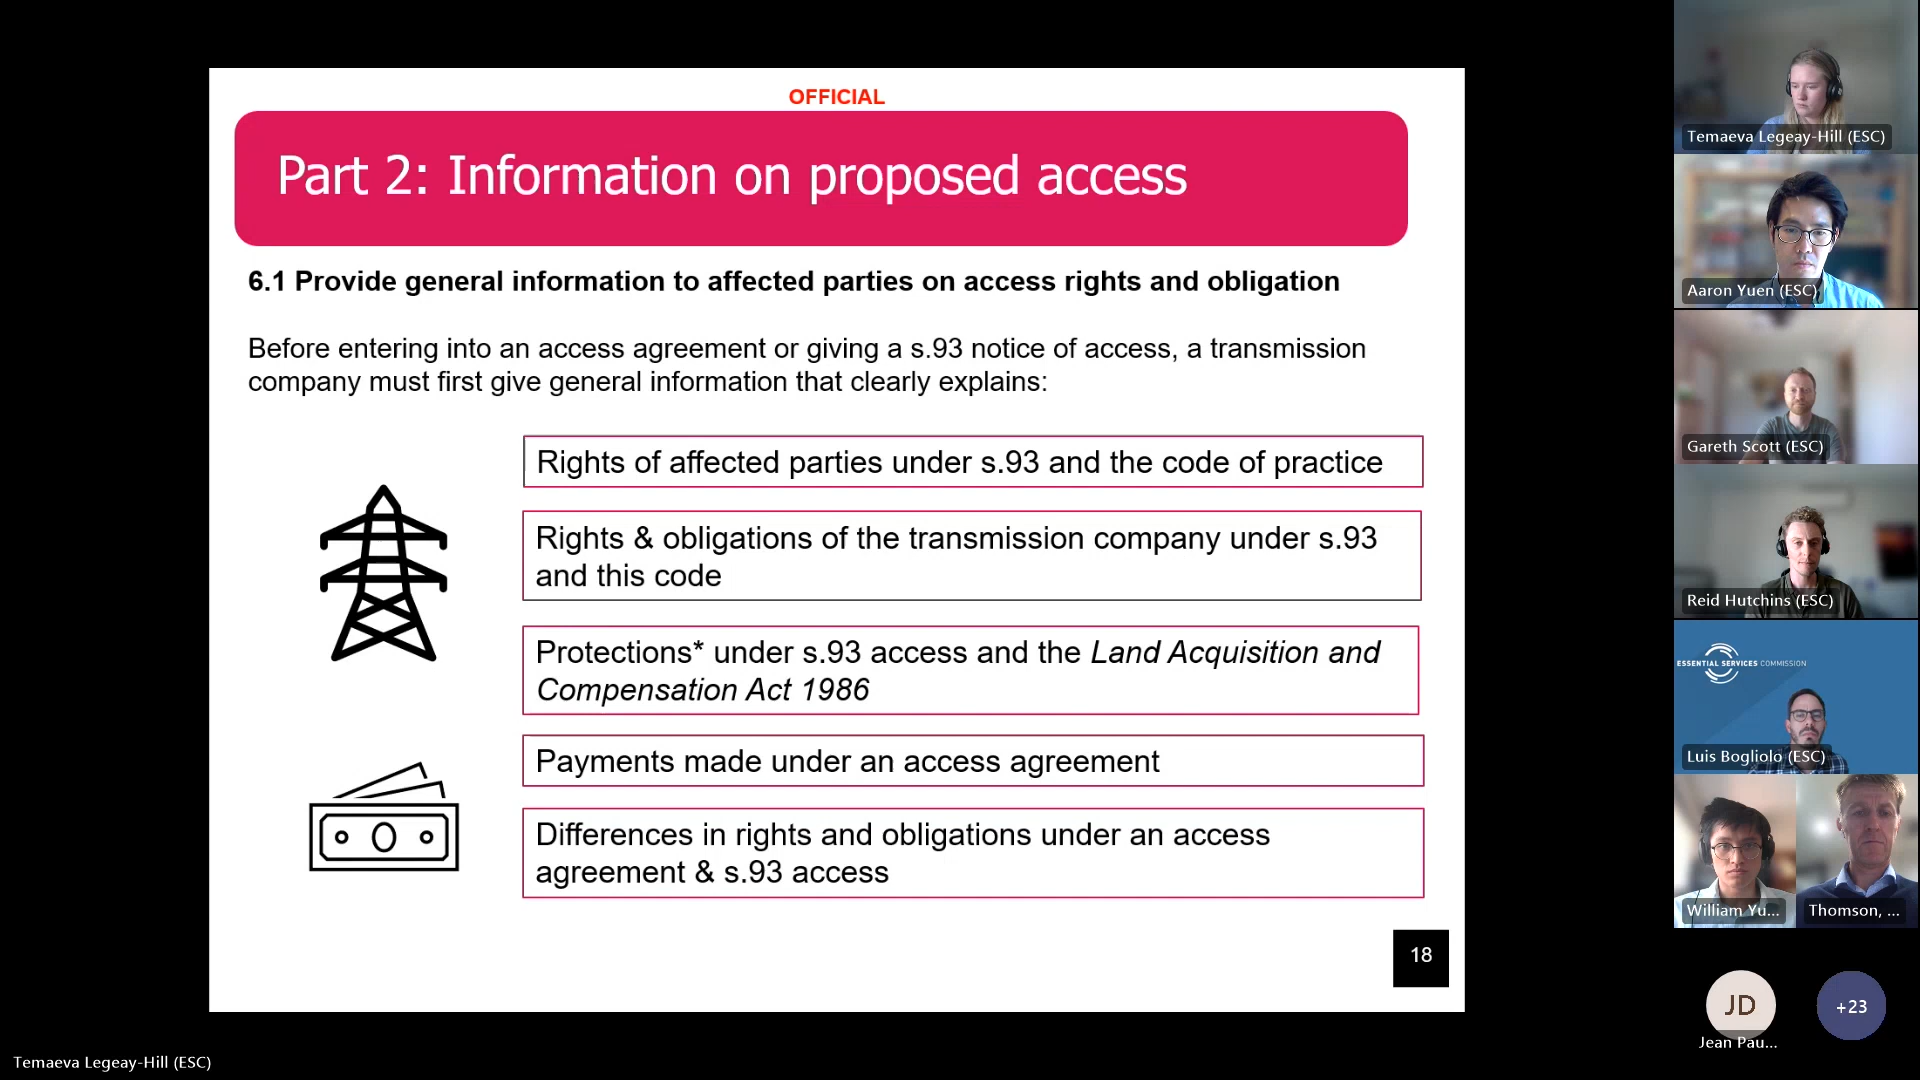 OFFICIAL
Part 2: Information on proposed access
6.1 Provide general information to affected parties on access rights and obligation
Before entering into an access agreement or giving a s.93 notice of access, a transmission
company must first give general information that clearly explains:
Rights of affected parties under s.93 and the code of practice
Rights & obligations of the transmission company under s.93
and this code
Protections* under s.93 access and the Land Acquisition and
Compensation Act 1986
Payments made under an access agreement
Differences in rights and obligations under an access
agreement & s.93 access
18
Temaeva Legeay-Hill (ESC)
Aaron Yuen (ESC)
Gareth Scott (ESC)
Reid Hutchins (ESC)
ESSENTIAL SERVICES COMMISSION
Luis Bogliolo (ESC)
William Yu...
Thomson, ...
JD
Jean Pau...
+23
Temaeva Legeay-Hill (ESC)